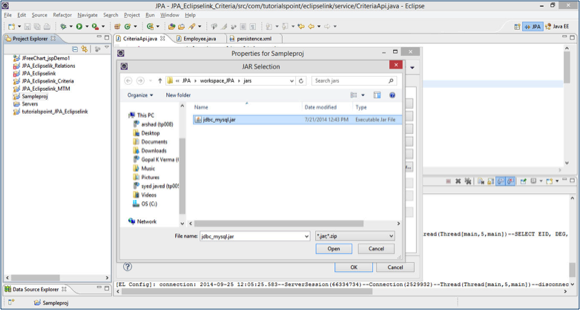 JPA - JPA_Eclipselink_Criteria/src/com/tutorialspoint/eclipselink/service/CriteriaApi.java - Eclipse
File Edit Source Refactor Navigate Search Project Run Window Help
Quick Access
JPA
Java EE
Project Explorer
CriteriaApi.java
Employee.java
persistence.xml
JFreeChart_jspDemo1
JPA_Eclipselik_Relations
JPA_Eclipselink
JPA_Eclipselink_Criteria
JPA_Eclipselink_MTM
Sampleproj
Servers
tutorialspoint_JPA_Eclipselink
Properties for Sampleproj
JAR Selection
JPA
workspace_JPA
jars
Search jars
Organize
New folder
Name
Date modified
Type
This PC
arshad (tp008)
Desktop
Documents
Downloads
Gopal K Verma (t
Music
Pictures
syed javed (tp00
Videos
OS (C:)
Network
jdbc_mysql.jar
7/21/2014 12:43 PM
Executable Jar File
File name:
jdbc_mysql.jar
*.jar;*.zip
Open
Cancel
OK
Cancel
read(Thread[main,5,main])--SELECT EID, DEG,
[EL Config]: connection: 2014-09-25 12:05:25.583--ServerSession(66334734)--Connection(2529932)--Thread(Thread[main,5,main])--disconnec
Data Source Explorer
Sampleproj